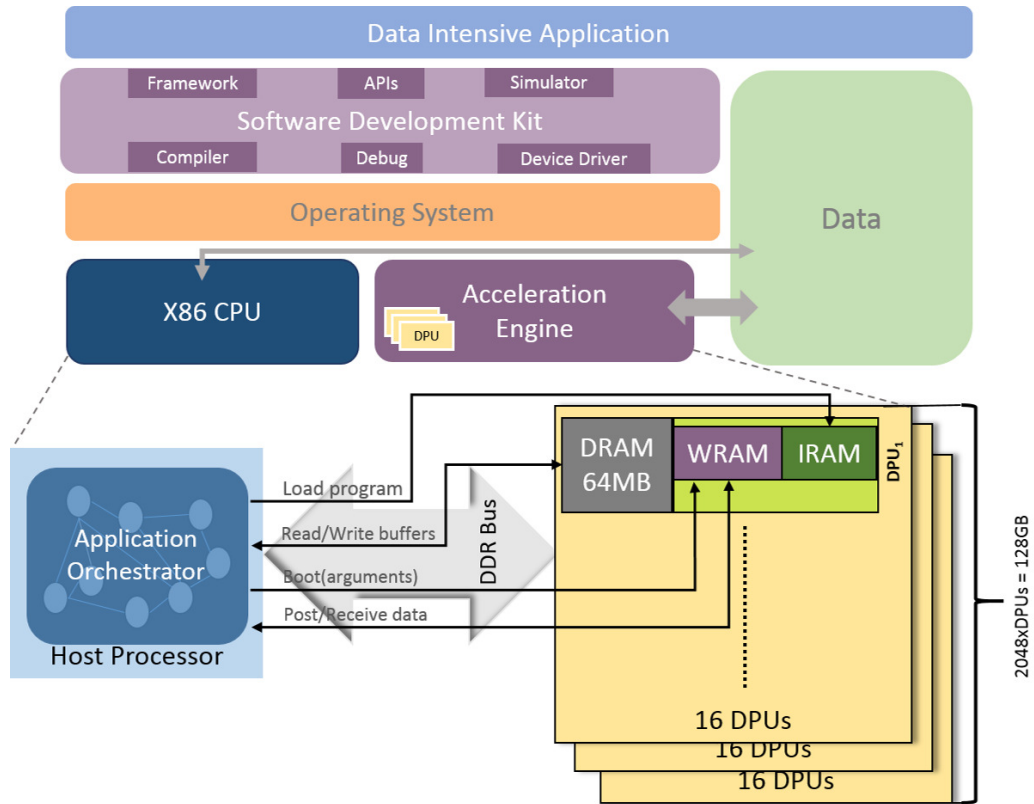 Data Intensive Application
Framework
APIs
Simulator
Software Development Kit
Compiler
Debug
Device Driver
Operating System
Data
X86 CPU
Acceleration
Engine
DPU
DRAM
64MB
WRAM
IRAM
DPU1
Load program
Read/Write buffers
Boot(arguments)
Post/Receive data
DDR Bus
Application
Orchestrator
Host Processor
16 DPUs
16 DPUs
16 DPUs
2048xDPUs = 128GB